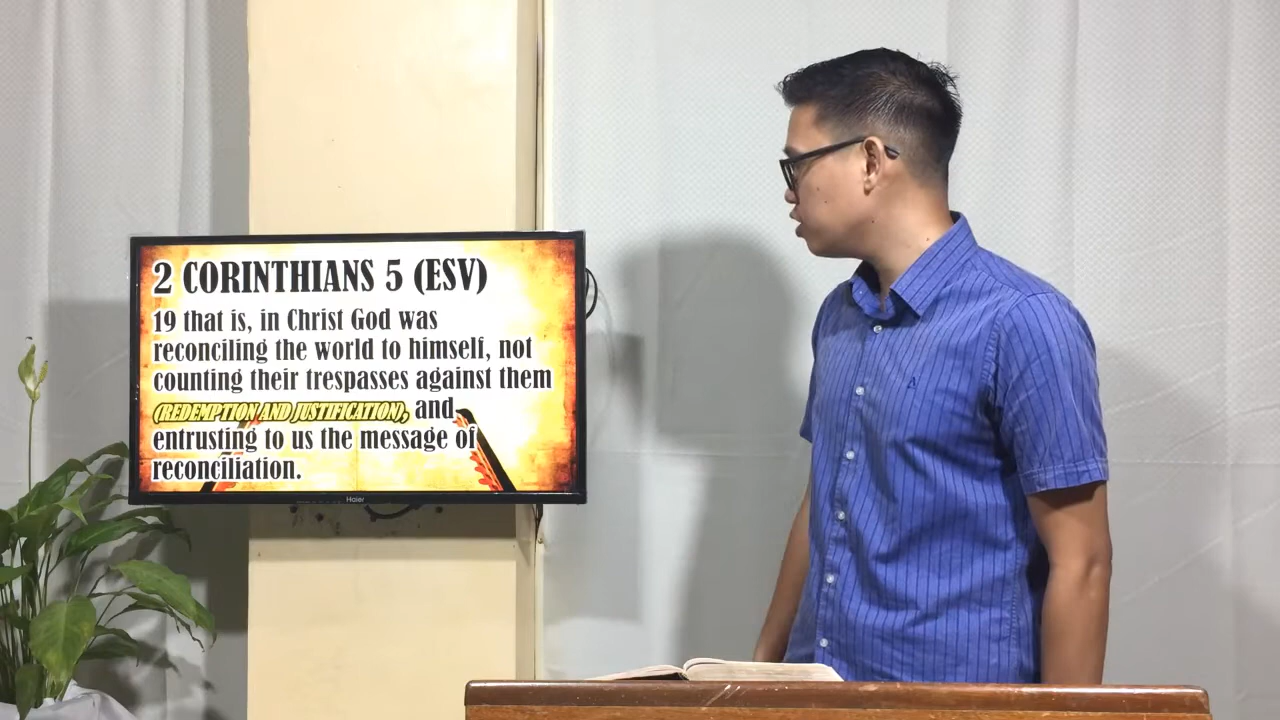 2 CORINTHIANS 5 (ESV)
19 that is, in Christ God was
reconciling the world to himself, not
counting their trespasses against them
(REDEMPTION AND JUSTIFICATION), and
entrusting to us the message of
reconciliation.
Haier